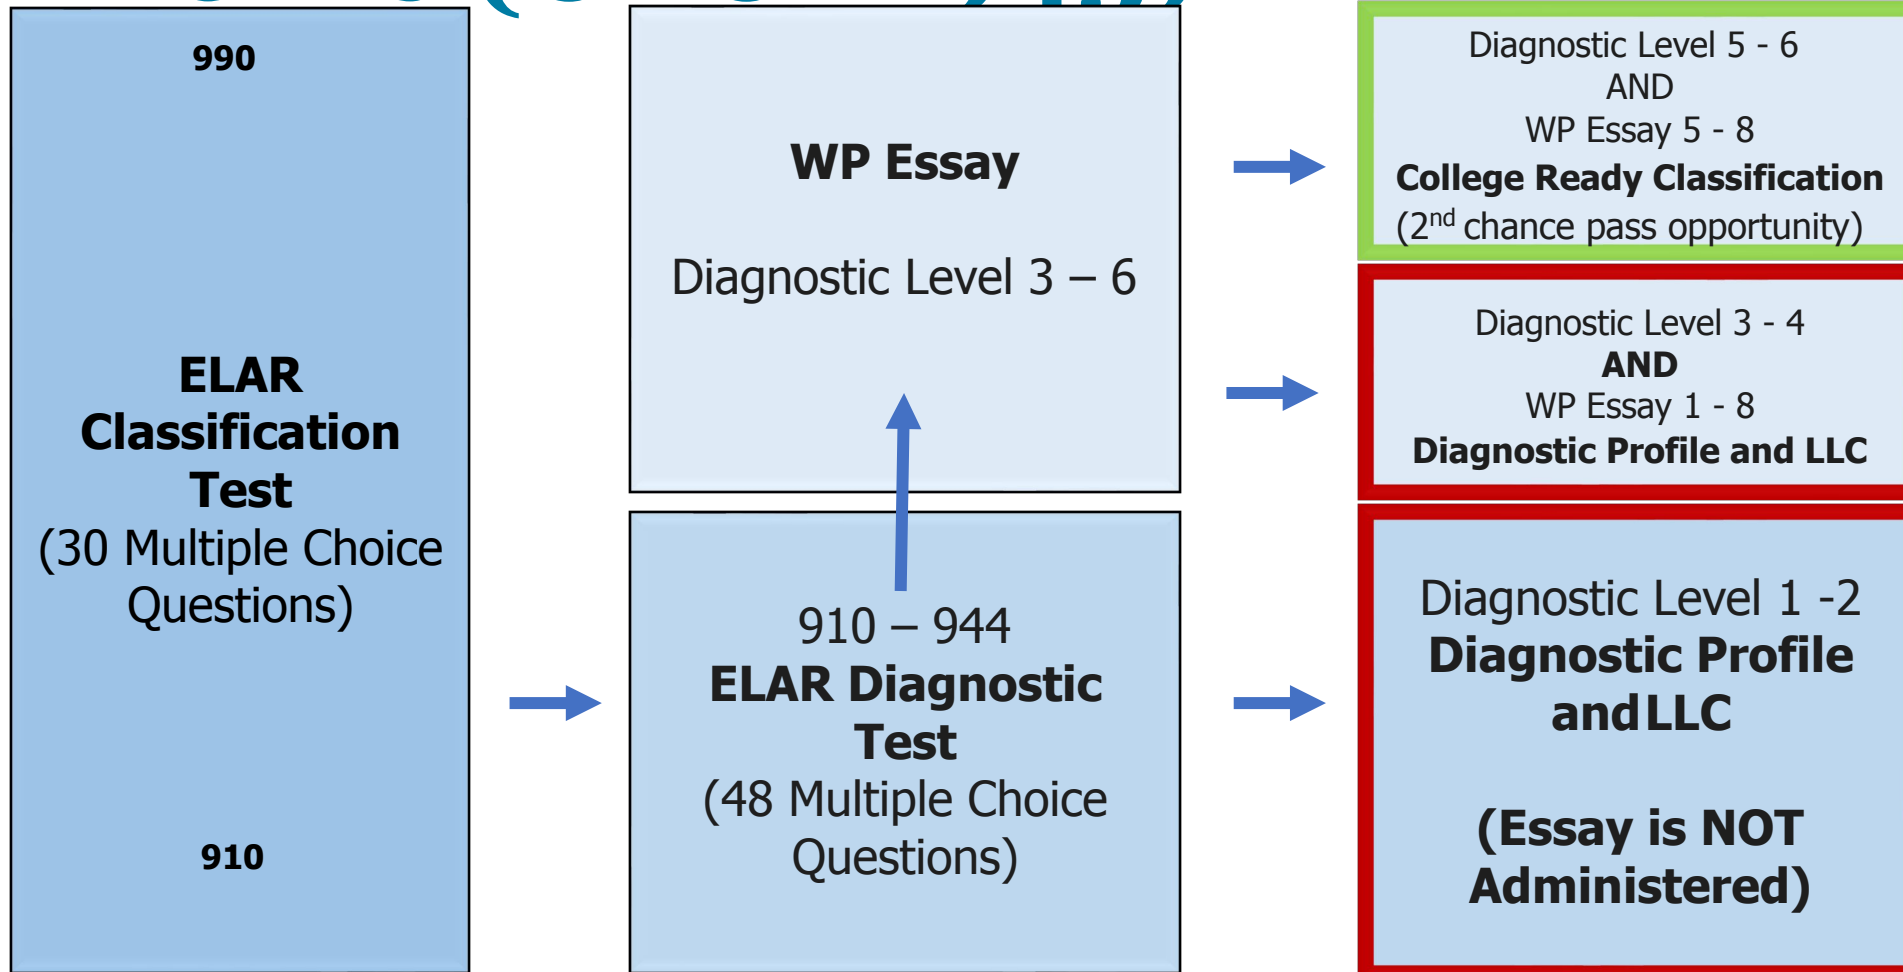 990
ELAR
Classification
Test
(30 Multiple Choice
Questions)
910
WP Essay
Diagnostic Level 3 – 6
910 – 944
ELAR Diagnostic
Test
(48 Multiple Choice
Questions)
Diagnostic Level 5 - 6
AND
WP Essay 5 - 8
College Ready Classification
(2nd chance pass opportunity)
Diagnostic Level 3 - 4
AND
WP Essay 1 - 8
Diagnostic Profile and LLC
Diagnostic Level 1 -2
Diagnostic Profile
and LLC
(Essay is NOT
Administered)